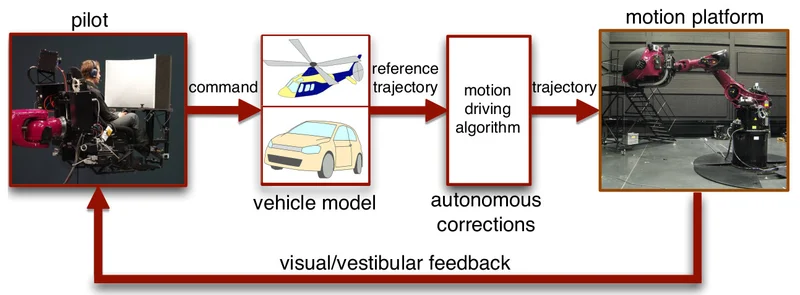 pilot
command
vehicle model
reference
trajectory
motion
driving
algorithm
autonomous
corrections
trajectory
motion platform
visual/vestibular feedback